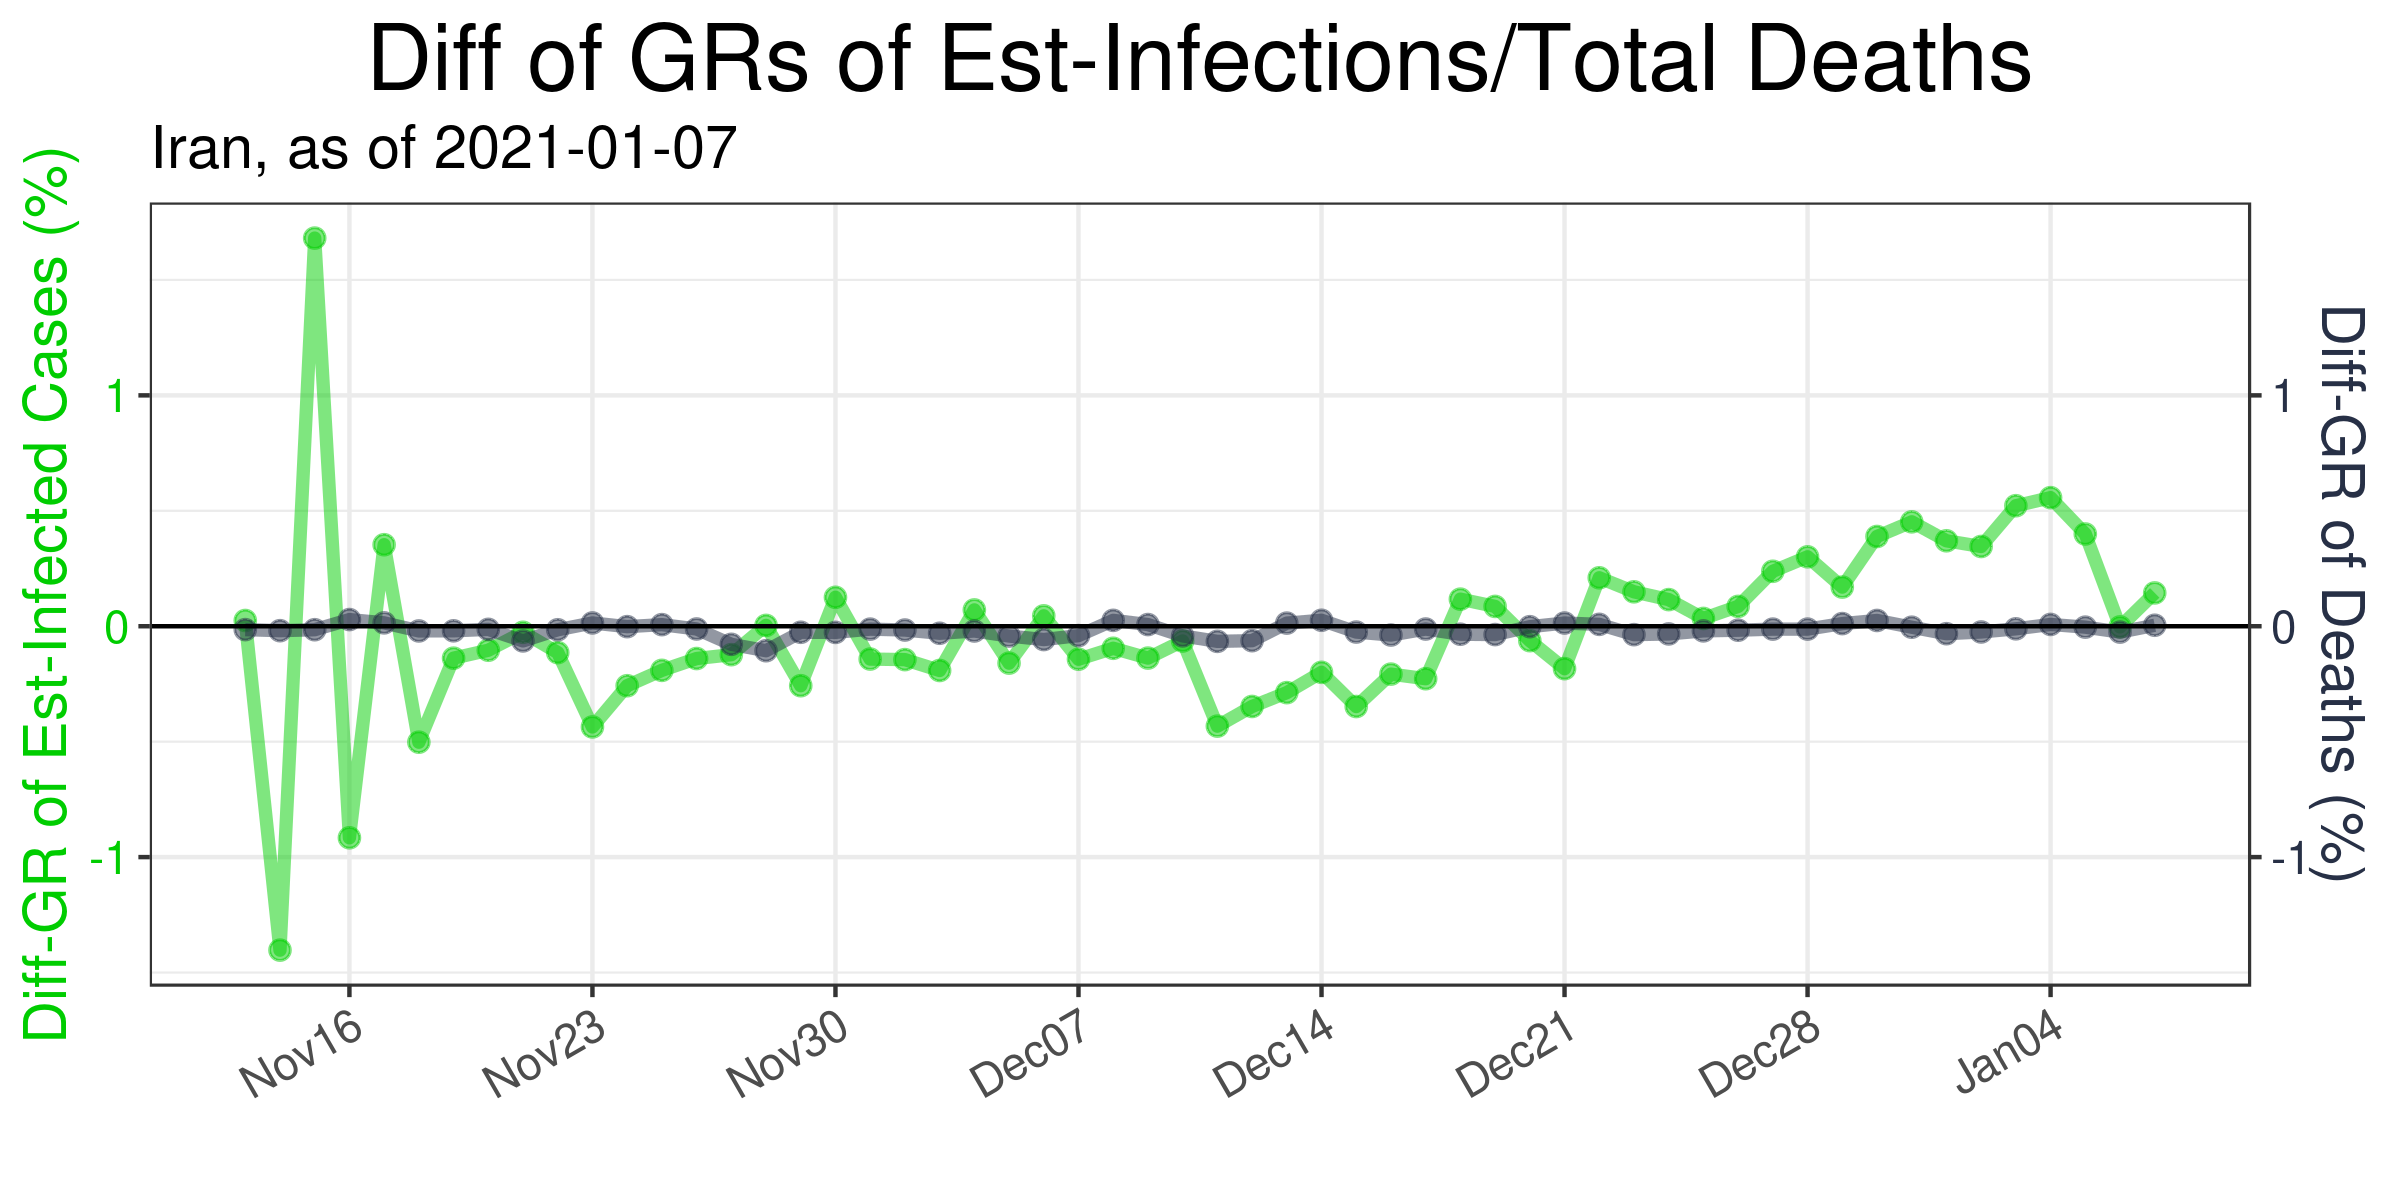 Diff of GRs of Est-Infections/Total Deaths
Iran, as of 2021-01-07
Diff-GR of Est-Infected Cases (%)
1
0
-1
1
0
-1
Diff-GR of Deaths (%)
Nov16
Nov23
Nov30
Dec07
Dec14
Dec21
Dec28
Jan04